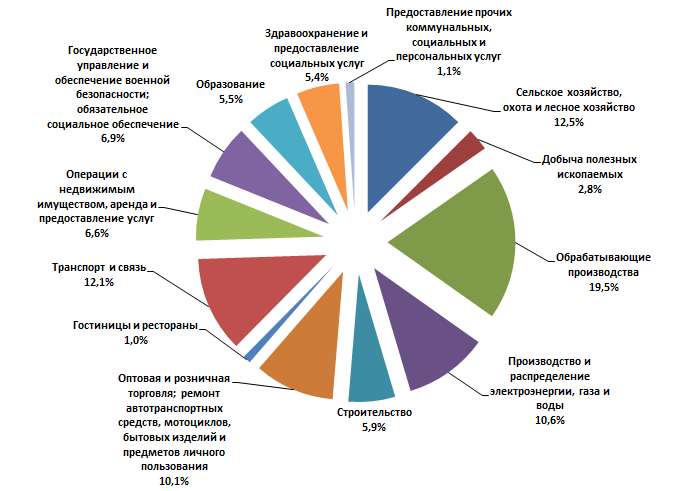 Предоставление прочих
коммунальных,
социальных и
персональных услуг
1,1%
Сельское хозяйство,
охота и лесное хозяйство
12,5%
Добыча полезных
ископаемых
2,8%
Обрабатывающие
производства
19,5%
Производство и
распределение
электроэнергии, газа и
воды
10,6%
Строительство
5,9%
Оптовая и розничная
торговля; ремонт
автотранспортных
средств, мотоциклов,
бытовых изделий и
предметов личного
пользования
10,1%
Гостиницы и рестораны
1,0%
Транспорт и связь
12,1%
Операции с
недвижимым
имуществом, аренда и
предоставление услуг
6,6%
Государственное
управление и
обеспечение военной
безопасности;
обязательное
социальное обеспечение
6,9%
Образование
5,5%
Здравоохранение и
предоставление
социальных услуг
5,4%